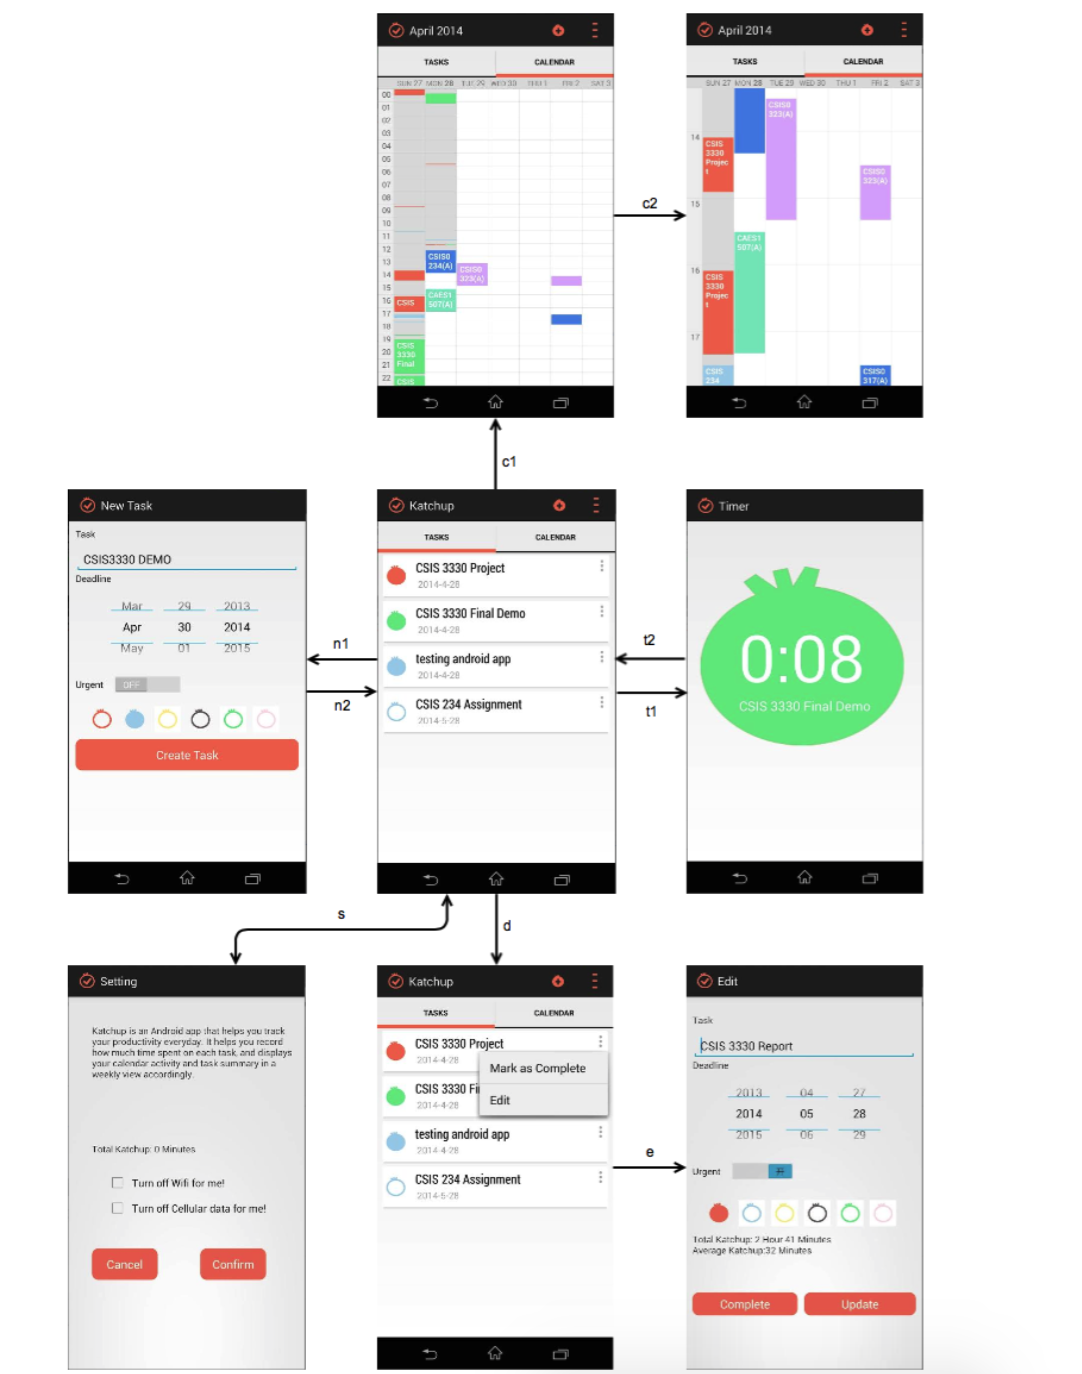 April 2014
TASKS
CALENDAR
SUN 27 MON 28 TUE 29 WED 30 THU 1 FRI 2 SAT 3
00
01
02
03
04
05
06
07
08
09
10
11
12
13
14
15
16
17
18
19
20
21
22
CSIS0
234(A)
CSIS0
323(A)
CAES1
507(A)
CSIS
CSIS
3330
Final
CSIS
c2
April 2014
TASKS
CALENDAR
SUN 27 MON 28 TUE 29 WED 30 THU 1 FRI 2 SAT 3
14
15
16
17
CSIS0
323(A)
CSIS
3330
Projec
t
CSIS0
323(A)
CAES1
507(A)
CSIS
3330
Projec
t
CSIS
234
CSIS0
317(A)
c1
New Task
Task
CSIS3330 DEMO
Deadline
Mar 29 2013
Apr 30 2014
May 01 2015
Urgent OFF
Create Task
n1
n2
Katchup
TASKS
CALENDAR
CSIS 3330 Project
2014-4-28
CSIS 3330 Final Demo
2014-4-28
testing android app
2014-4-28
CSIS 234 Assignment
2014-5-28
t2
t1
Timer
0:08
CSIS 3330 Final Demo
s
d
Setting
Katchup is an Android app that helps you track
your productivity everyday. It helps you record
how much time spent on each task, and displays
your calendar activity and task summary in a
weekly view accordingly.
Total Katchup: 0 Minutes
Turn off Wifi for me!
Turn off Cellular data for me!
Cancel
Confirm
Katchup
TASKS
CALENDAR
CSIS 3330 Project
2014-4-28
Mark as Complete
CSIS 3330 Fi
2014-4-28
Edit
testing android app
2014-4-28
CSIS 234 Assignment
2014-5-28
e
Edit
Task
CSIS 3330 Report
Deadline
2013 04 27
2014 05 28
2015 06 29
Urgent
Total Katchup: 2 Hour 41 Minutes
Average Katchup:32 Minutes
Complete
Update